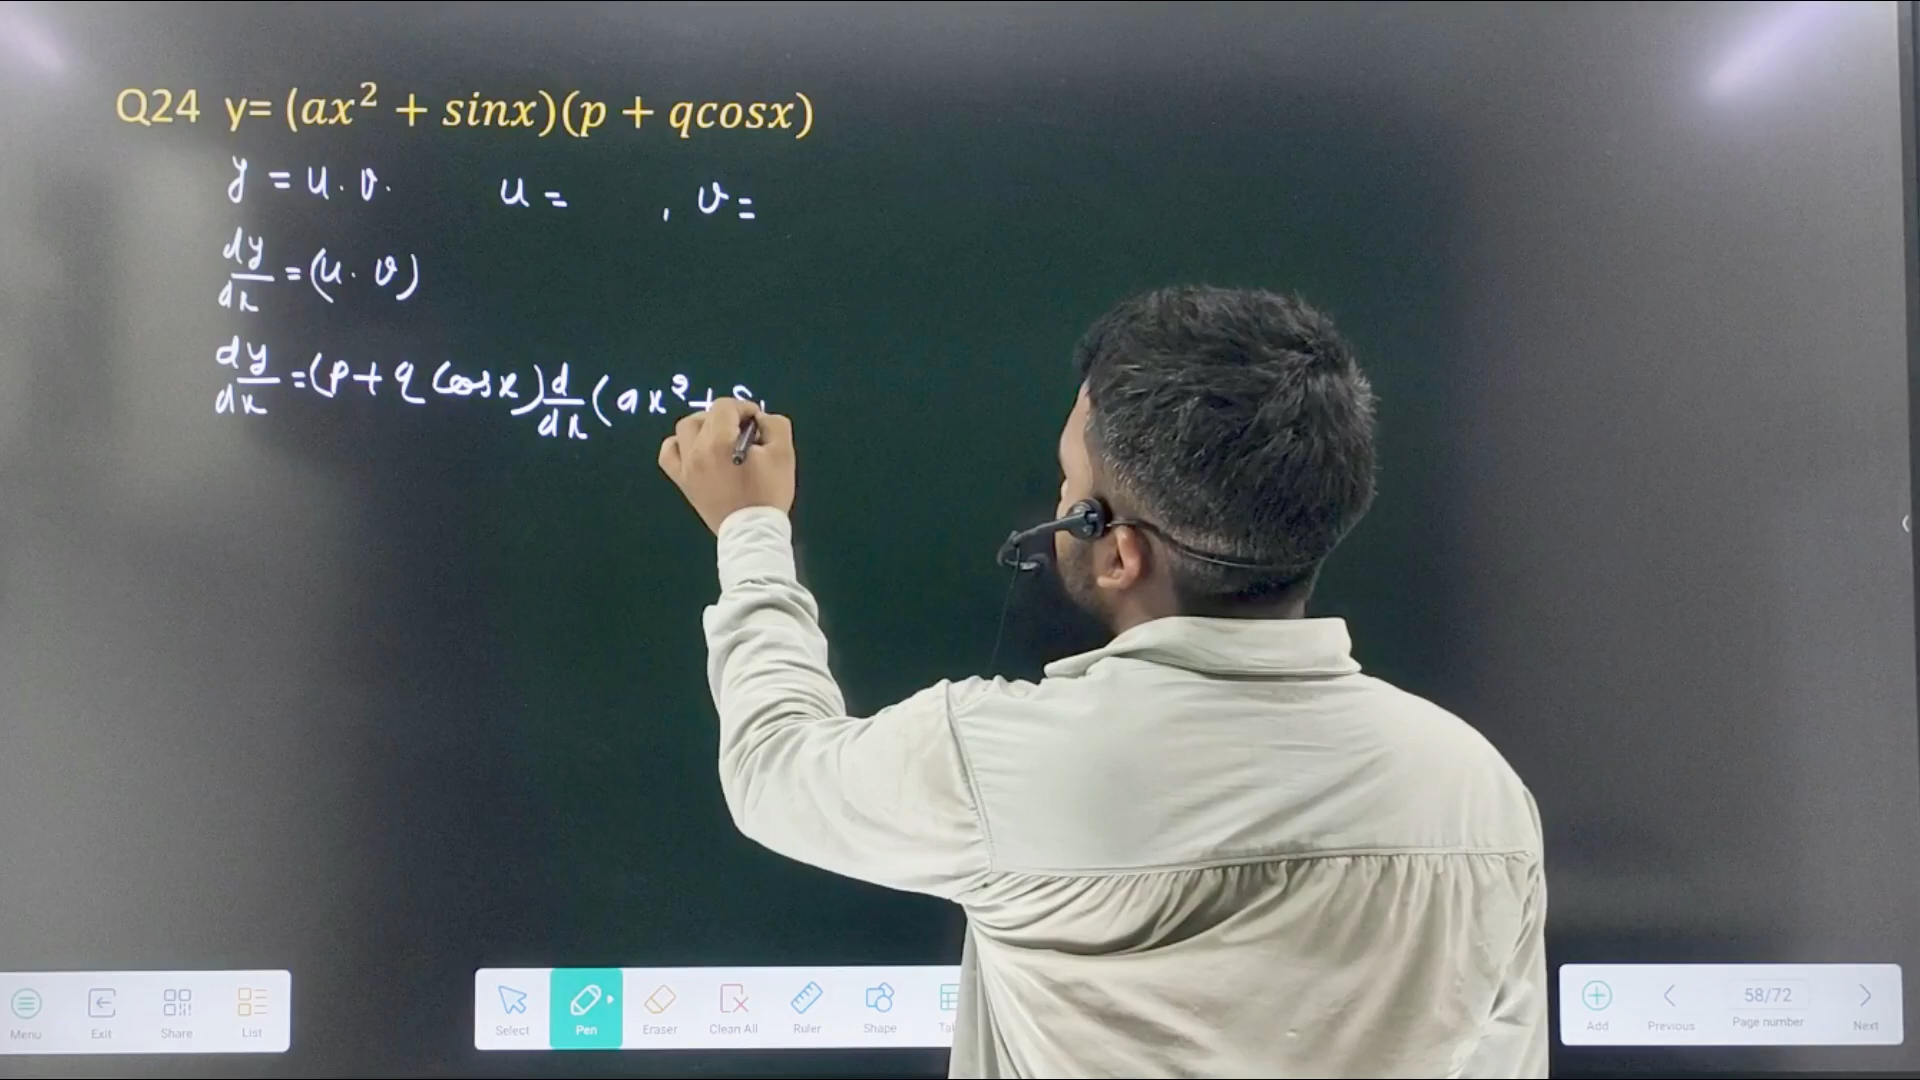 Q24 y= (ax² + sinx)(p + qcosx)
y = u . v. u = , v =
dy/dx = (u . v)
dy/dx = (p + q cosx) d/dx (ax² +
Menu Exit Share List
Select Pen Eraser Clean All Ruler Shape
Add Previous 58/72 Page number Next